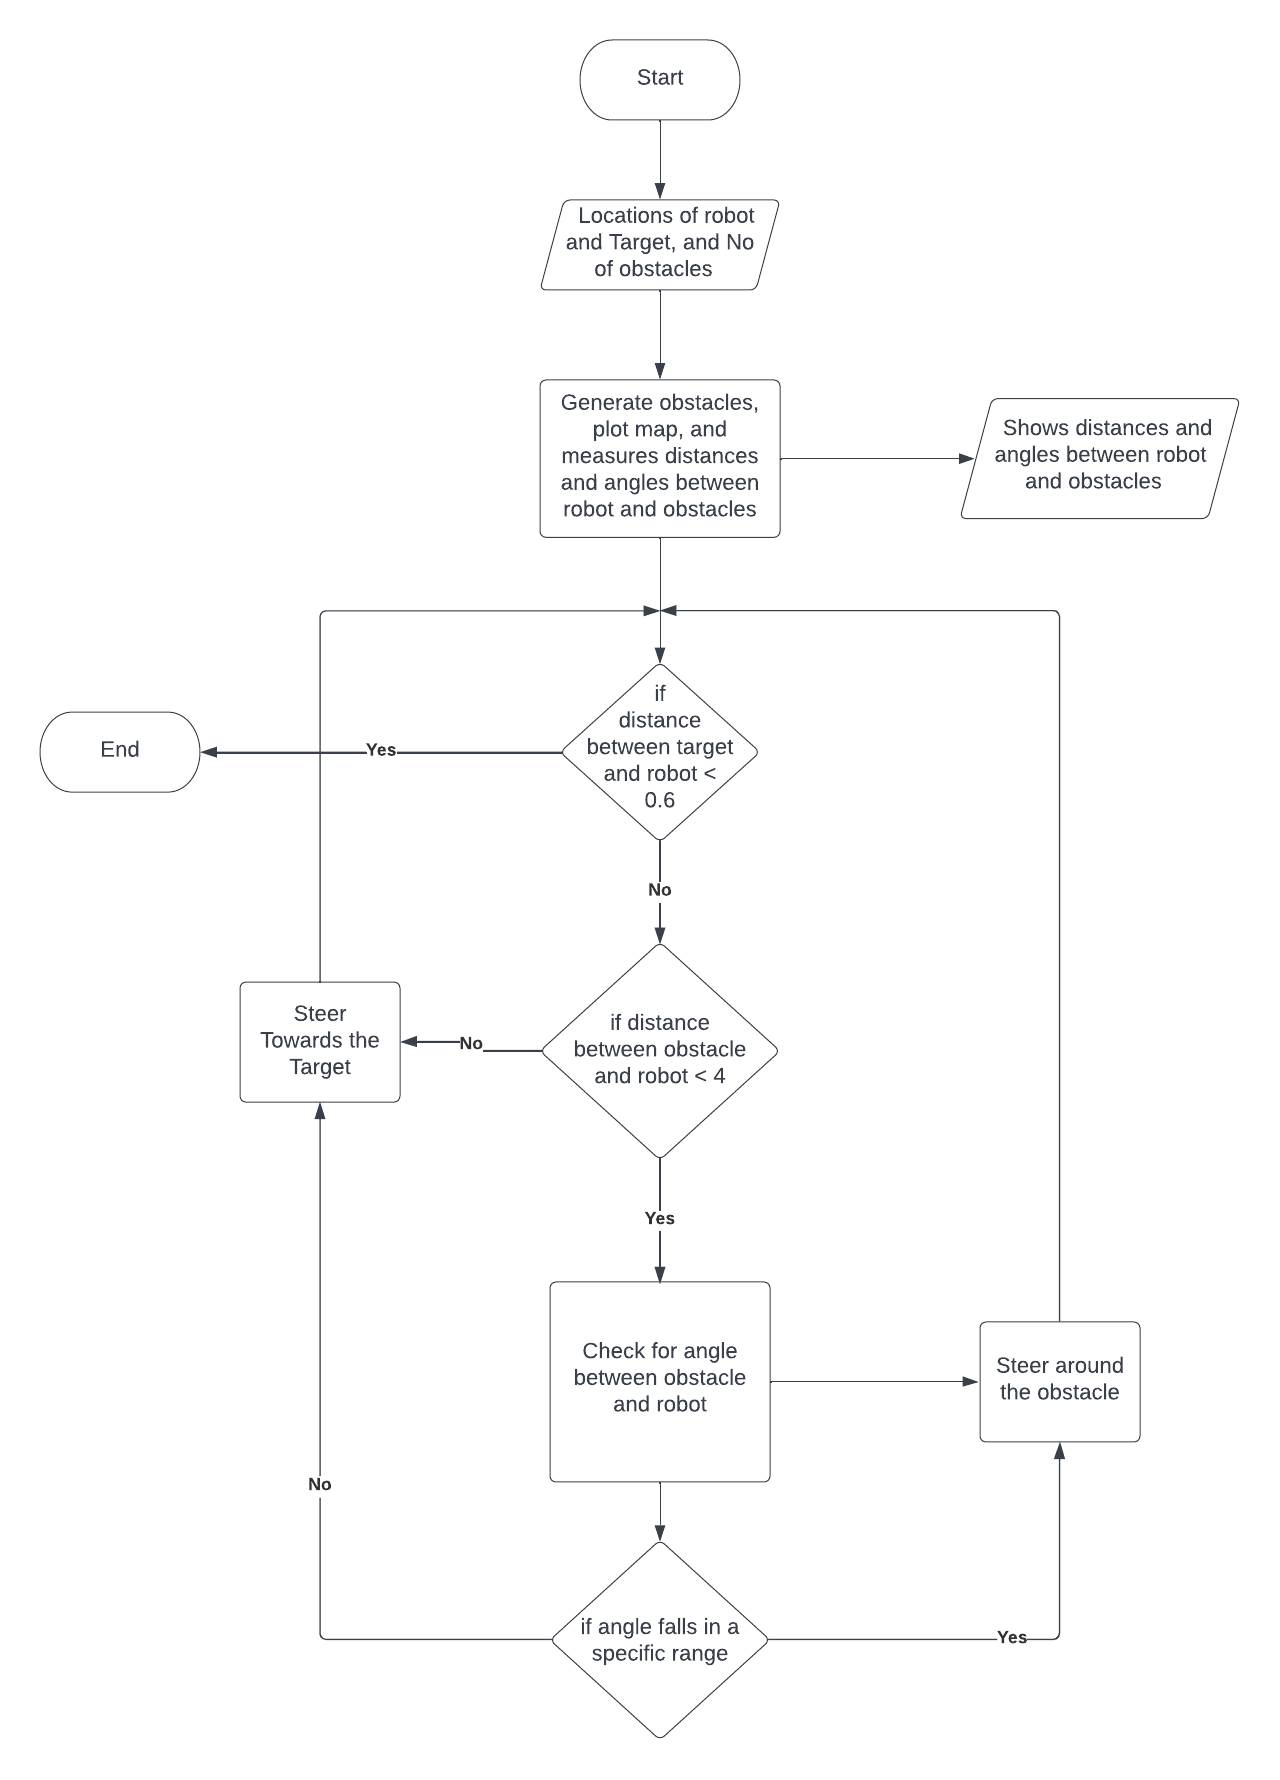 Start
Locations of robot
and Target, and No
of obstacles
Generate obstacles,
plot map, and
measures distances
and angles between
robot and obstacles
Shows distances and
angles between robot
and obstacles
if
distance
between target
and robot <
0.6
Yes
End
No
if distance
between obstacle
and robot < 4
No
Steer
Towards the
Target
Yes
Check for angle
between obstacle
and robot
Steer around
the obstacle
No
if angle falls in a
specific range
Yes